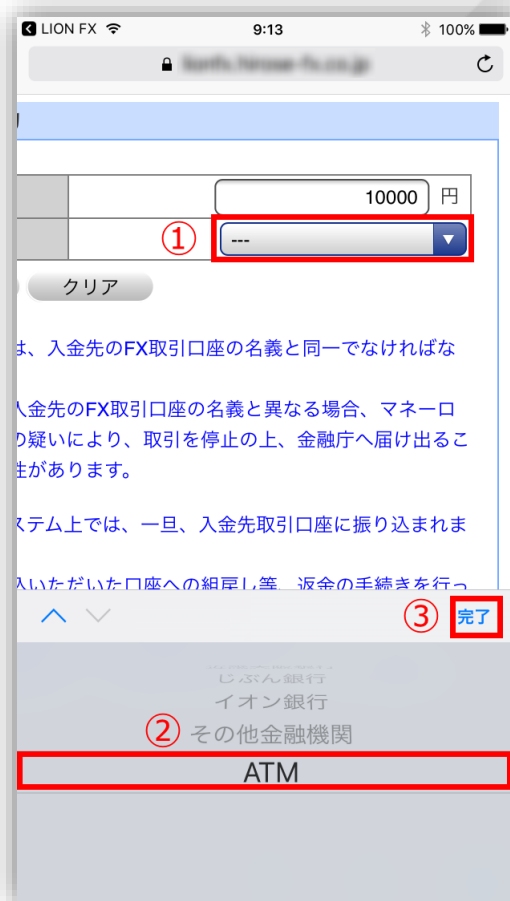 LION FX 9:13 100%
10000 円
① ---
クリア
は、入金先のFX取引口座の名義と同一でなければな
入金先のFX取引口座の名義と異なる場合、マネーロ
の疑いにより、取引を停止の上、金融庁へ届け出るこ
性があります。
ステム上では、一旦、入金先取引口座に振り込まれま
込いただいた口座への組戻し等、返金の手続きを行っ
③ 完了
じぶん銀行
イオン銀行
② その他金融機関
ATM